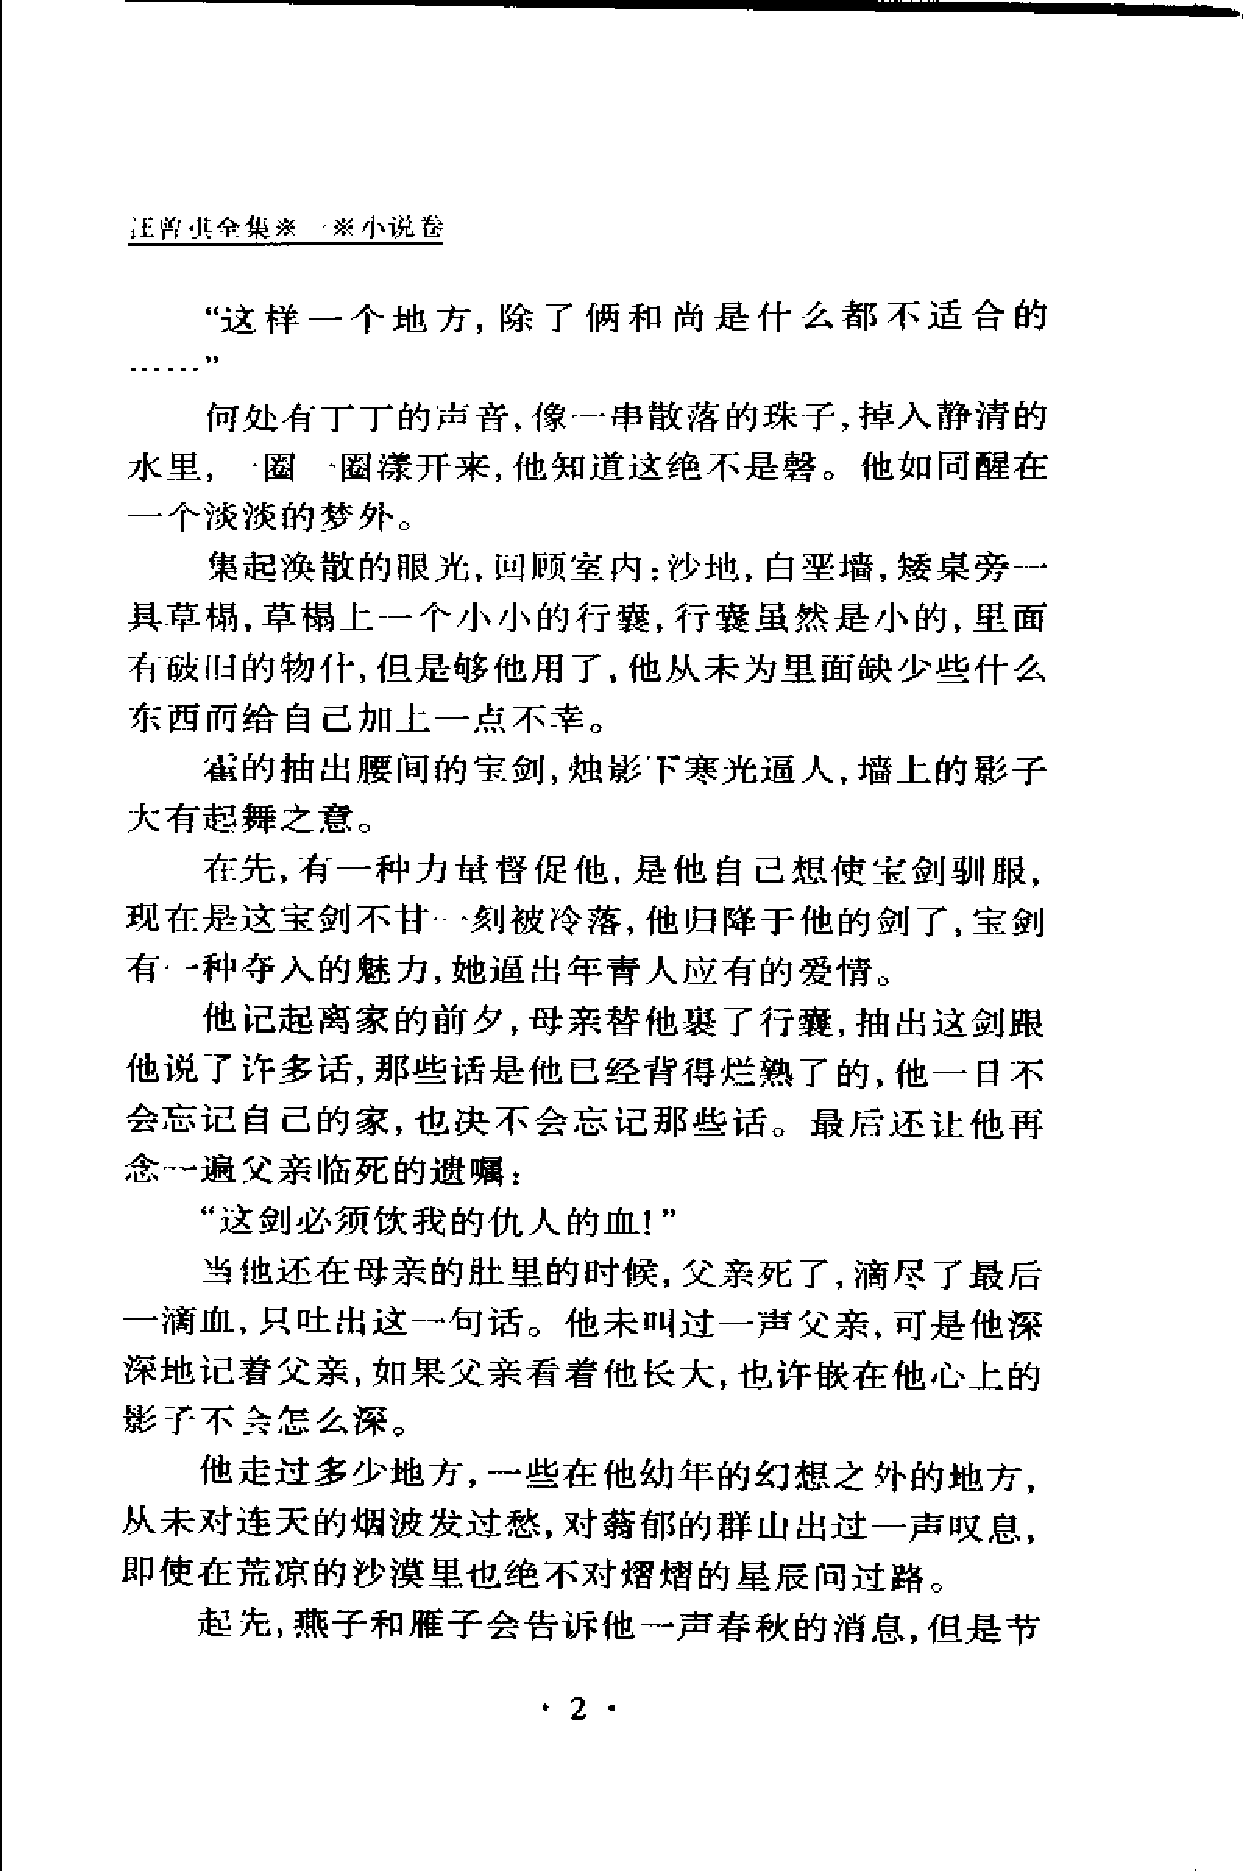 汪曾祺全集※一※小说卷
“这样一个地方,除了俩和尚是什么都不适合的
……”
何处有丁丁的声音,像一串散落的珠子,掉入静清的
水里,一圈一圈漾开来,他知道这绝不是磬。他如同醒在
一个淡淡的梦外。
集起涣散的眼光,回顾室内:沙地,白垩墙,矮桌旁一
具草榻,草榻上一个小小的行囊,行囊虽然是小的,里面
有破旧的物什,但是够他用了,他从未为里面缺少些什么
东西而给自己加上一点不幸。
霍的抽出腰间的宝剑,烛影下寒光逼人,墙上的影子
大有起舞之意。
在先,有一种力量督促他,是他自己想使宝剑驯服,
现在是这宝剑不甘一刻被冷落,他归降于他的剑了,宝剑
有一种夺人的魅力,她逼出年青人应有的爱情。
他记起离家的前夕,母亲替他裹了行囊,抽出这剑跟
他说了许多话,那些话是他已经背得烂熟了的,他一日不
会忘记自己的家,也决不会忘记那些话。最后还让他再
念一遍父亲临死的遗嘱:
“这剑必须饮我的仇人的血!”
当他还在母亲的肚里的时候,父亲死了,滴尽了最后
一滴血,只吐出这一句话。他未叫过一声父亲,可是他深
深地记着父亲,如果父亲看着他长大,也许嵌在他心上的
影子不会怎么深。
他走过多少地方,一些在他幼年的幻想之外的地方,
从未对连天的烟波发过愁,对蓊郁的群山出过一声叹息,
即使在荒凉的沙漠里也绝不对熠熠的星辰问过路。
起先,燕子和雁子会告诉他一声春秋的消息,但是节
· 2 ·